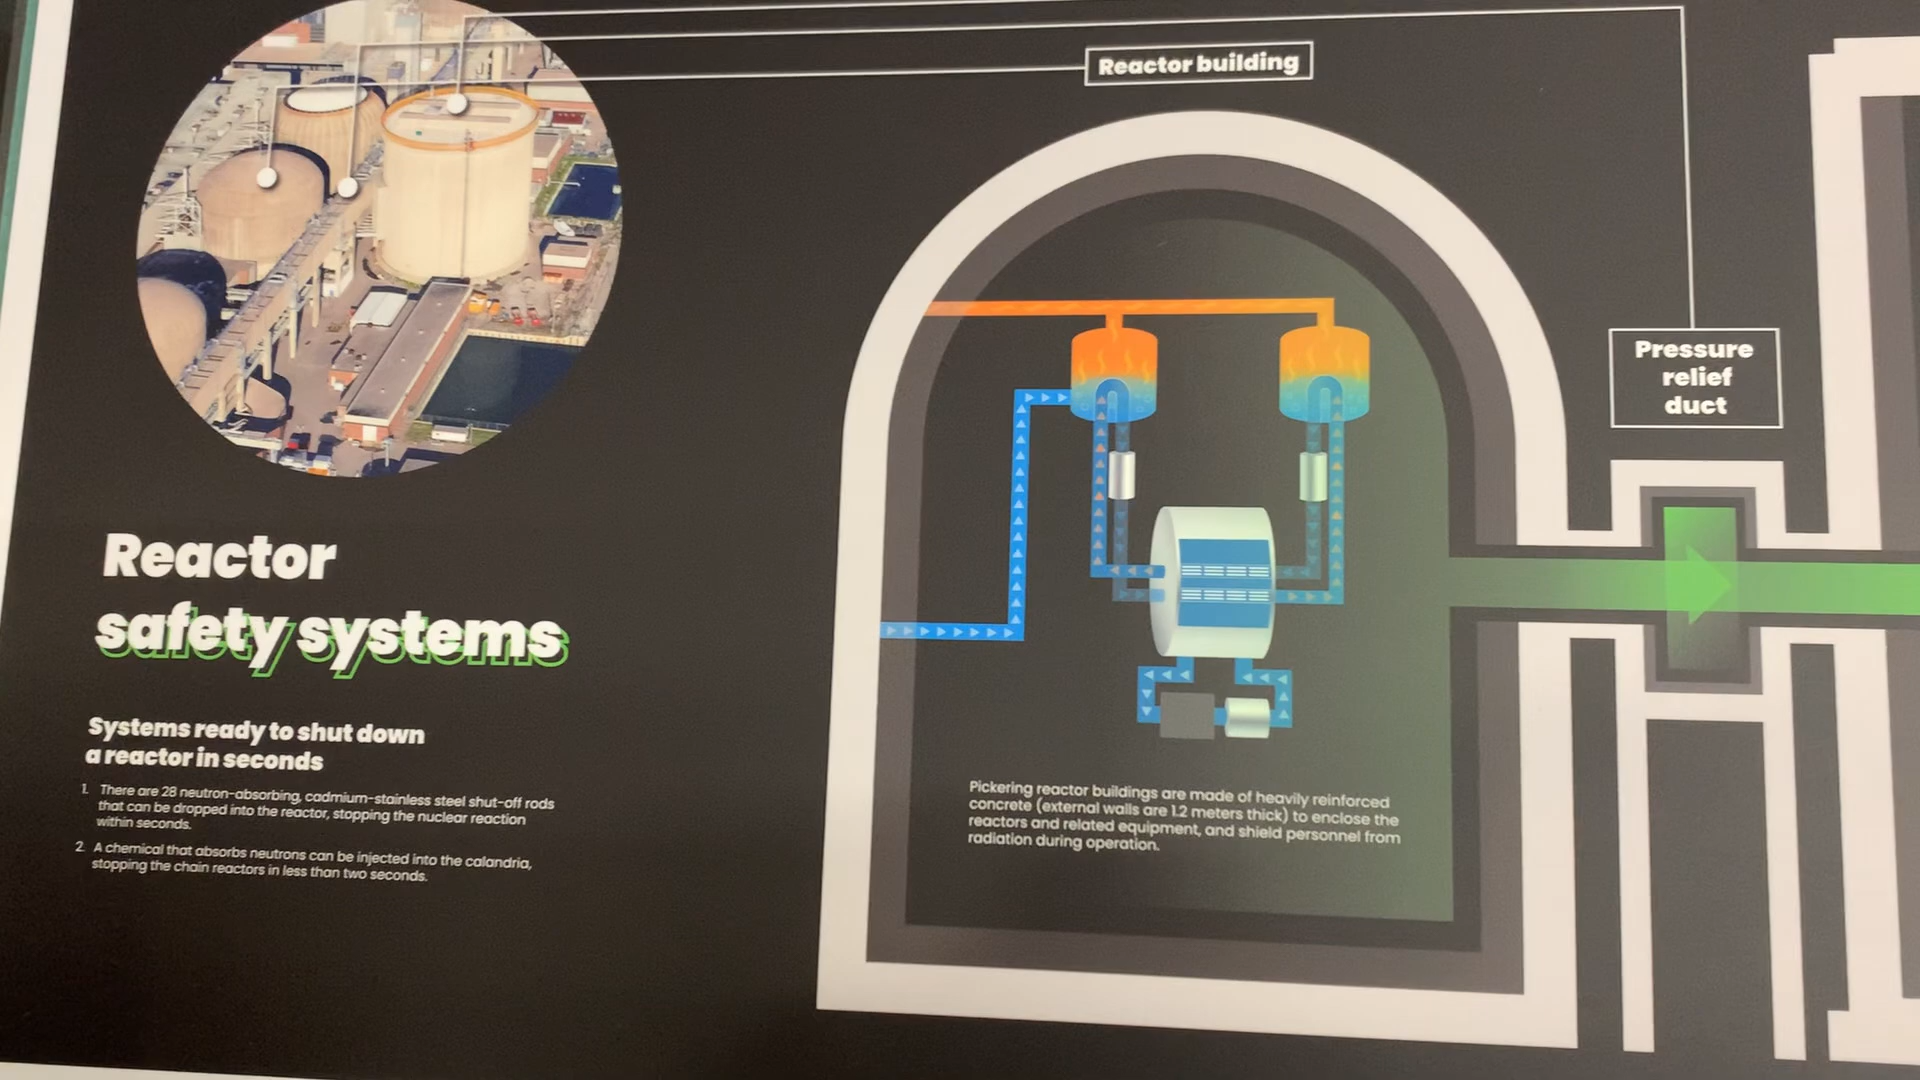 Reactor building
Pressure
relief
duct
Reactor
safety systems
Systems ready to shut down
a reactor in seconds
1. There are 28 neutron-absorbing, cadmium-stainless steel shut-off rods
that can be dropped into the reactor, stopping the nuclear reaction
within seconds.
2. A chemical that absorbs neutrons can be injected into the calandria,
stopping the chain reactors in less than two seconds.
Pickering reactor buildings are made of heavily reinforced
concrete (external walls are 1.2 meters thick) to enclose the
reactors and related equipment, and shield personnel from
radiation during operation.